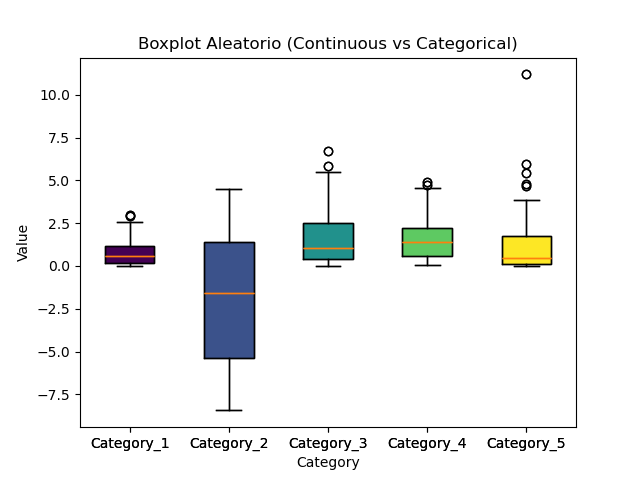 Boxplot Aleatorio (Continuous vs Categorical)
10.0
7.5
5.0
2.5
0.0
−2.5
−5.0
−7.5
Value
Category_1 Category_2 Category_3 Category_4 Category_5
Category